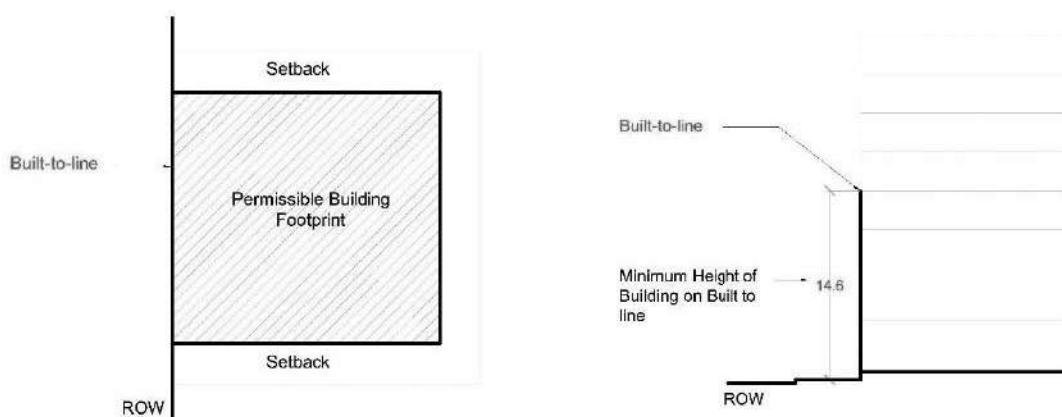 Setback
Built-to-line
Permissible Building
Footprint
Setback
ROW
Built-to-line
Minimum Height of
Building on Built to
line
14.6
ROW